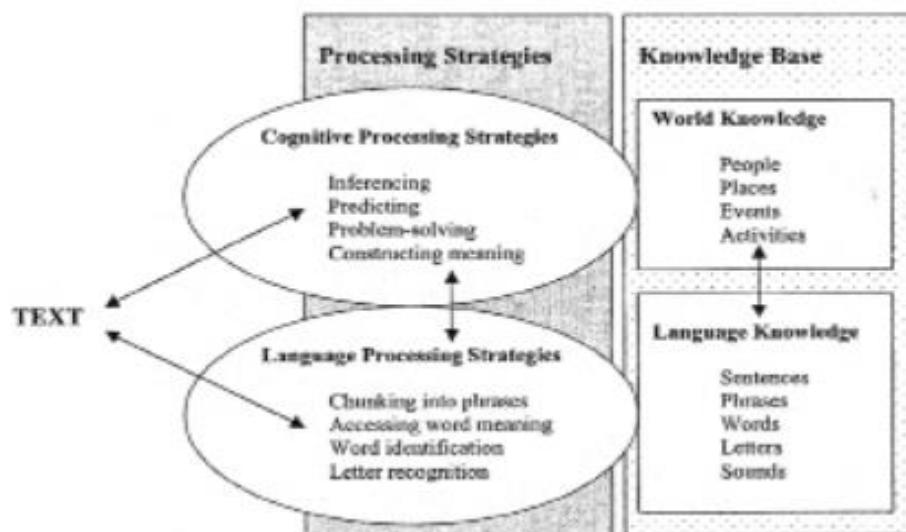 Processing Strategies
Cognitive Processing Strategies
Inferencing
Predicting
Problem-solving
Constructing meaning
TEXT
Language Processing Strategies
Chunking into phrases
Accessing word meaning
Word identification
Letter recognition
Knowledge Base
World Knowledge
People
Places
Events
Activities
Language Knowledge
Sentences
Phrases
Words
Letters
Sounds